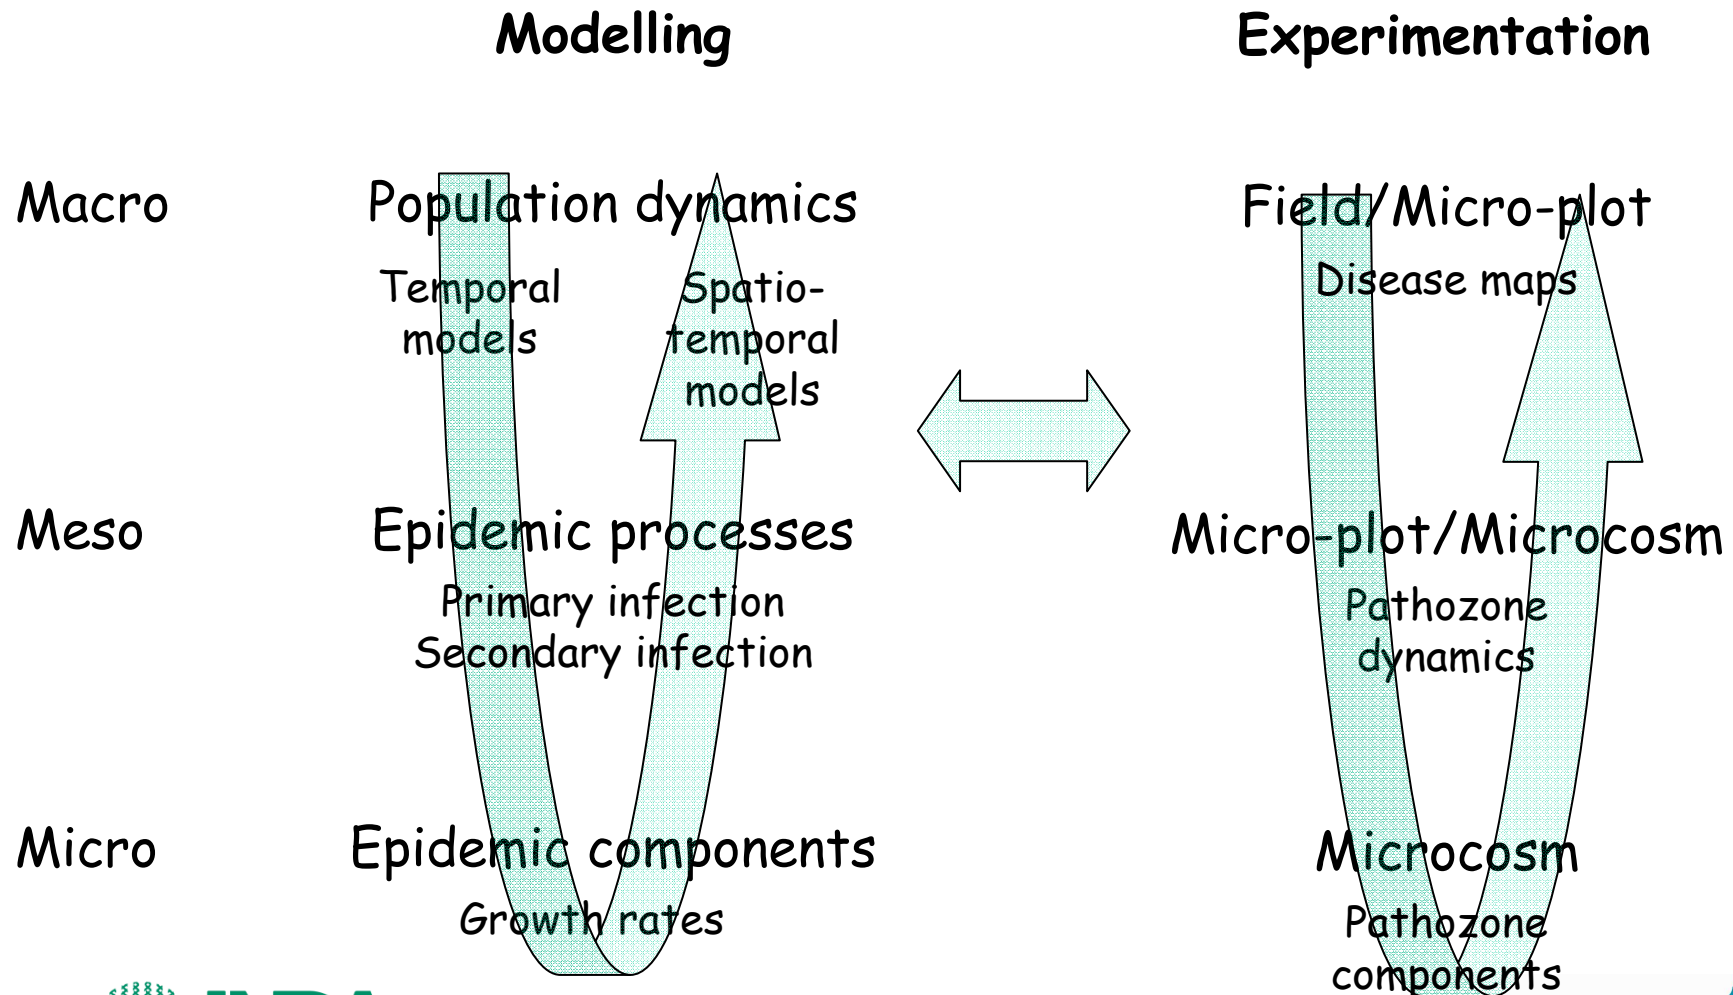 Modelling
Experimentation
Macro
Population dynamics
Field/Micro-plot
Temporal
models
Spatio-
temporal
models
Disease maps
Meso
Epidemic processes
Micro-plot/Microcosm
Primary infection
Secondary infection
Pathozone
dynamics
Micro
Epidemic components
Microcosm
Growth rates
Pathozone
components